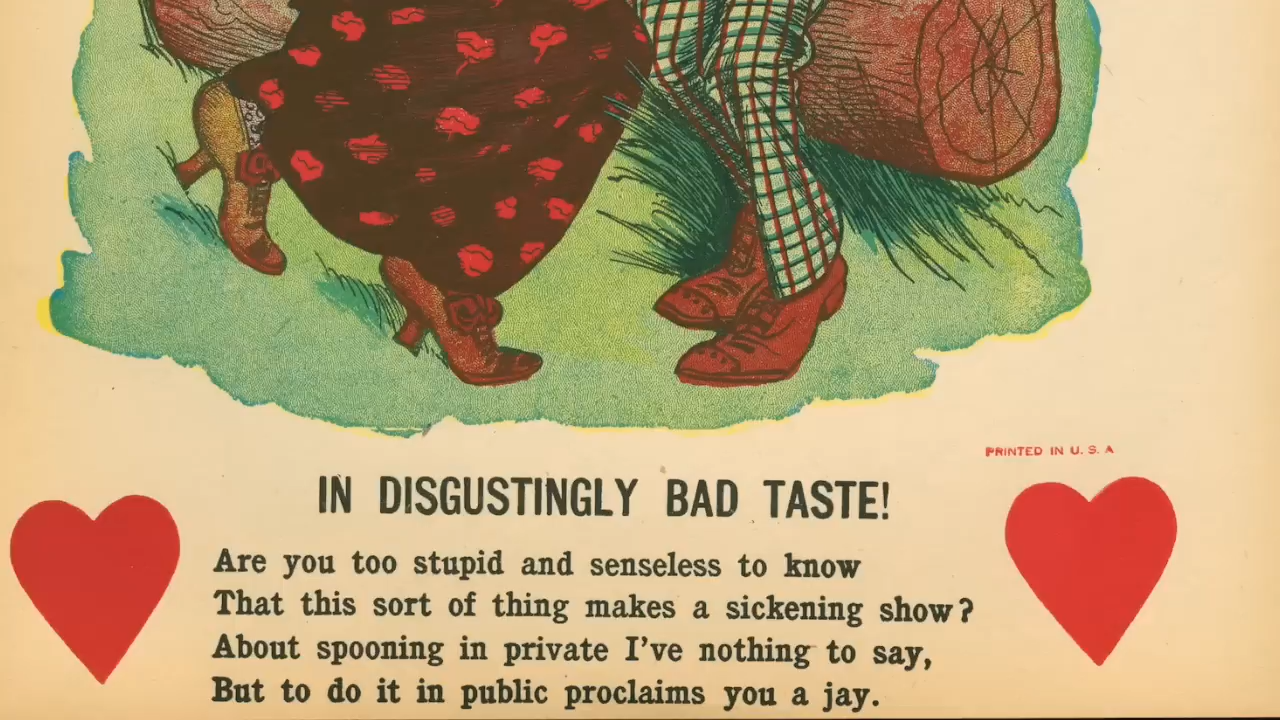 PRINTED IN U. S. A
IN DISGUSTINGLY BAD TASTE!
Are you too stupid and senseless to know
That this sort of thing makes a sickening show?
About spooning in private I've nothing to say,
But to do it in public proclaims you a jay.